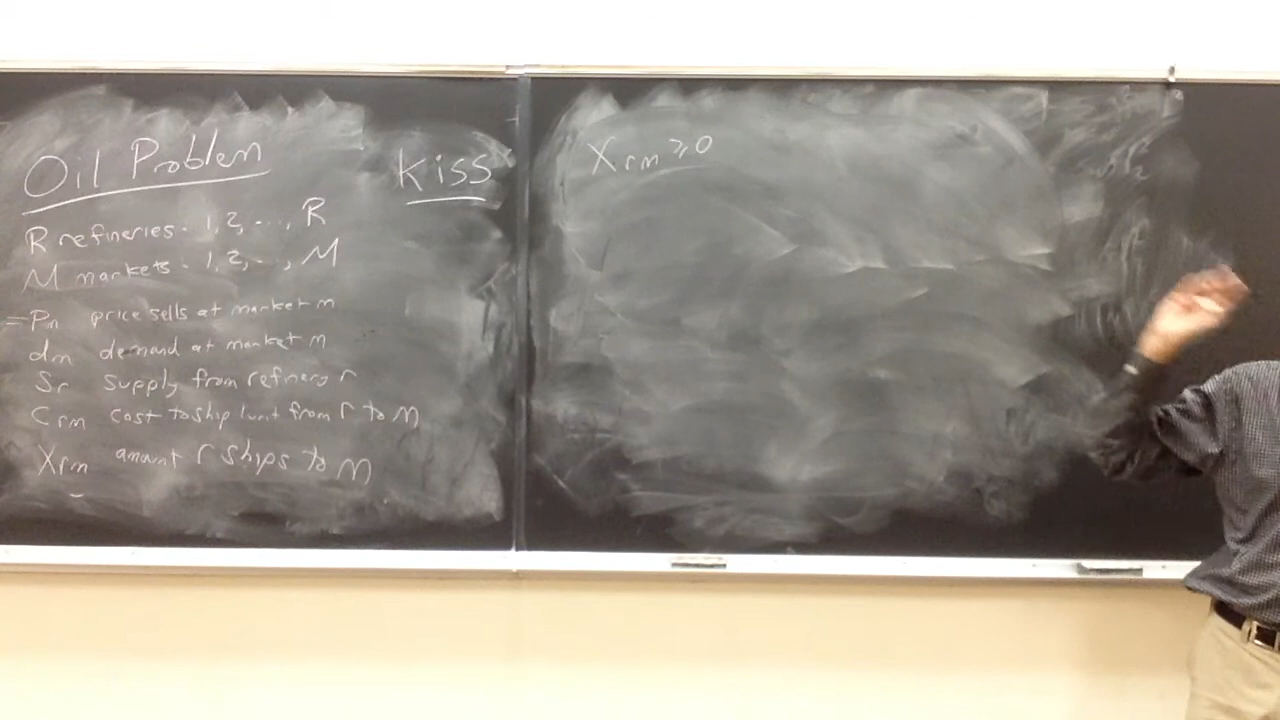 Oil Problem
Kiss
R refineries. 1, 2, ..., R
M markets. 1, 2, .., M
Pm price sells at market m
dm demand at market m
Sr supply from refinery r
Crm cost to ship 1 unit from r to m
Xrm amount r ships to m
Xrm ≥ 0